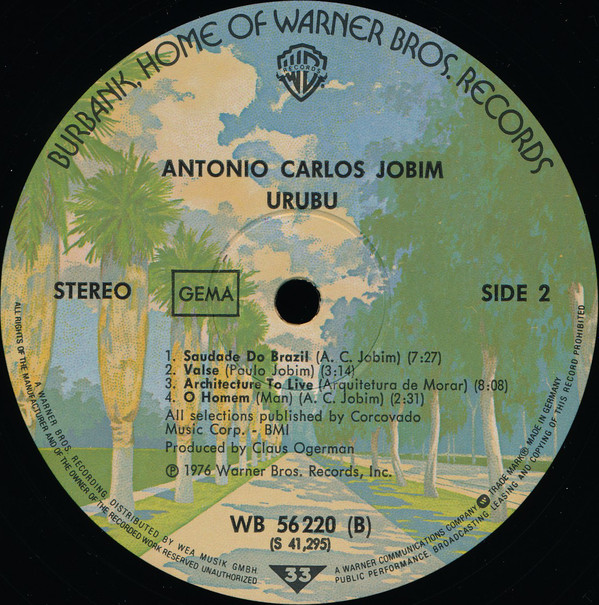 BURBANK, HOME OF WARNER BROS. RECORDS
RECORDS
ANTONIO CARLOS JOBIM
URUBU
STEREO
GEMA
SIDE 2
1. Saudade Do Brazil (A. C. Jobim) (7:27)
2. Valse (Paulo Jobim) (3:14)
3. Architecture To Live (Arquitetura de Morar) (8:08)
4. O Homem (Man) (A. C. Jobim) (2:31)
All selections published by Corcovado
Music Corp. - BMI
Produced by Claus Ogerman
℗ 1976 Warner Bros. Records, Inc.
WB 56 220 (B)
(S 41,295)
33
A WARNER BROS. RECORDING DISTRIBUTED BY WEA MUSIK GMBH
ALL RIGHTS OF THE MANUFACTURER AND OF THE OWNER OF THE RECORDED WORK RESERVED UNAUTHORIZED
A WARNER COMMUNICATIONS COMPANY TRADE MARK® MADE IN GERMANY
PUBLIC PERFORMANCE, BROADCASTING LEASING AND COPYING OF THIS RECORD PROHIBITED